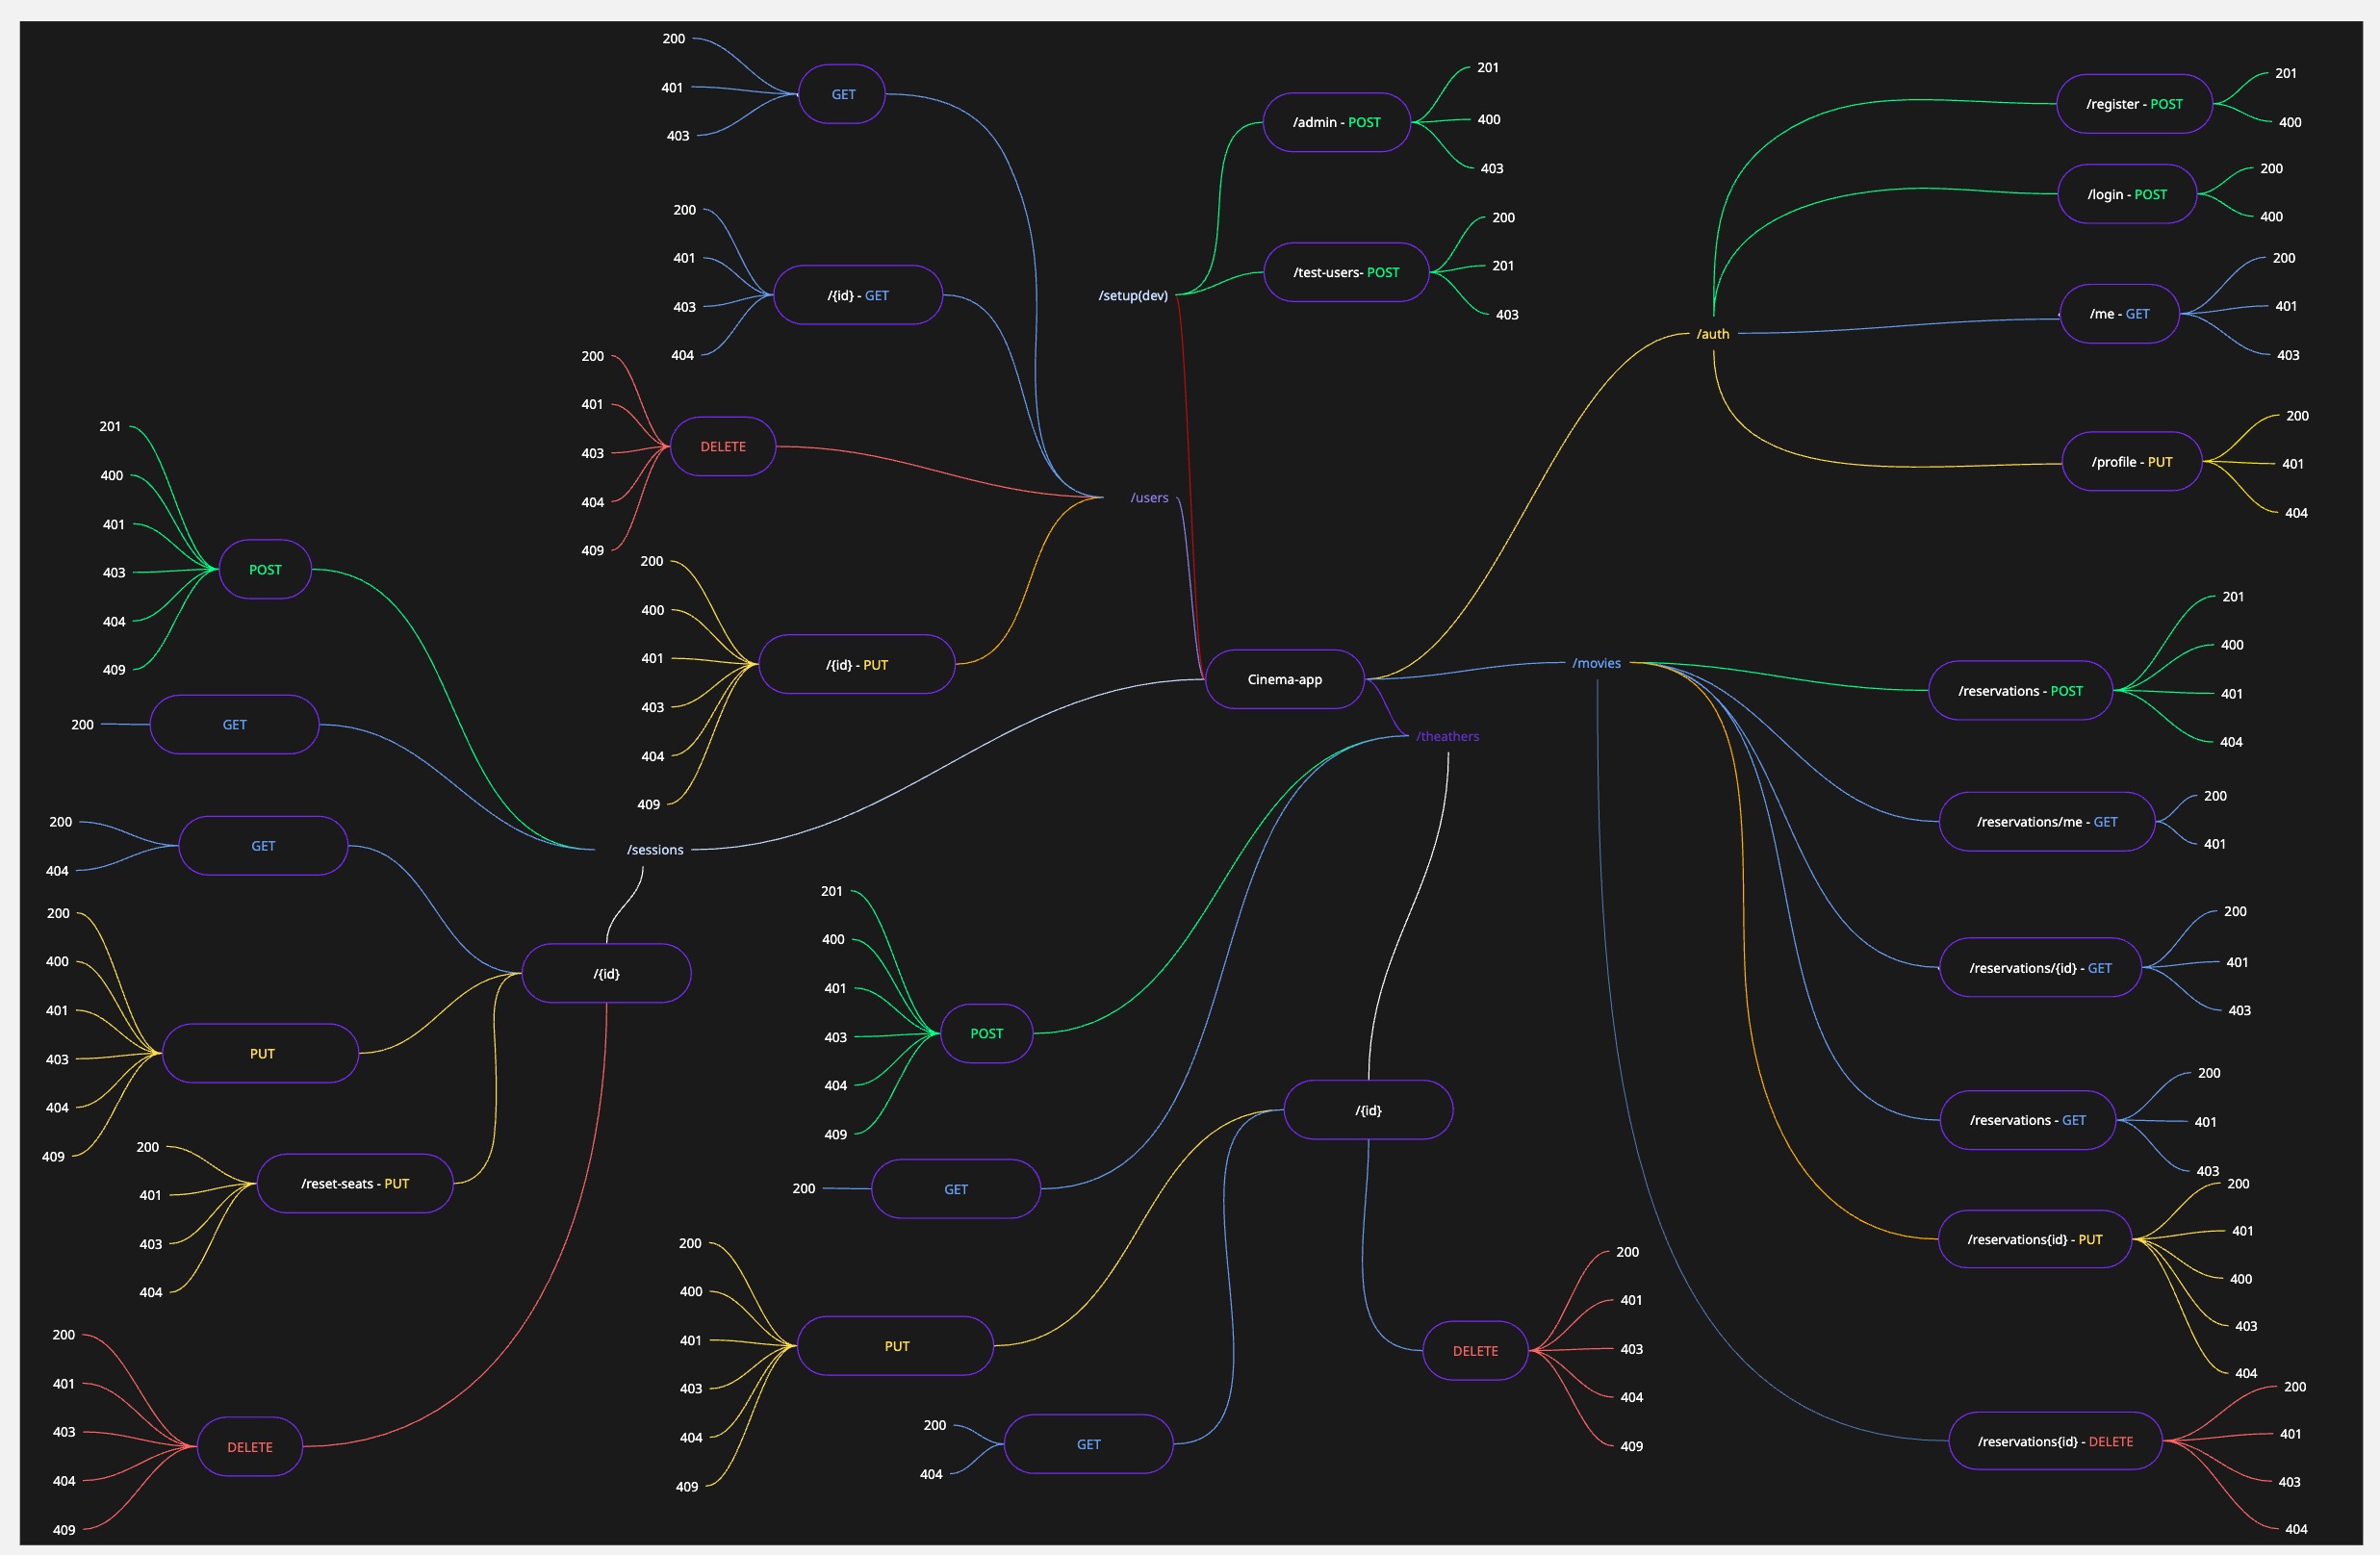 200
401
403
GET
200
401
403
404
/{id} - GET
200
401
403
404
409
DELETE
200
400
401
403
404
409
/{id} - PUT
/users
/setup(dev)
/admin - POST
201
400
403
/test-users- POST
200
201
403
/auth
/register - POST
201
400
/login - POST
200
400
/me - GET
200
401
403
/profile - PUT
200
401
404
Cinema-app
/movies
/reservations - POST
201
400
401
404
/reservations/me - GET
200
401
/reservations/{id} - GET
200
401
403
/reservations - GET
200
401
403
/reservations{id} - PUT
200
401
400
403
404
/reservations{id} - DELETE
200
401
403
404
/theathers
201
400
401
403
404
409
POST
200
GET
/{id}
200
400
401
403
404
409
PUT
200
404
GET
DELETE
200
401
403
404
409
/sessions
201
400
401
403
404
409
POST
200
GET
/{id}
200
404
GET
200
400
401
403
404
409
PUT
200
401
403
404
/reset-seats - PUT
200
401
403
404
409
DELETE